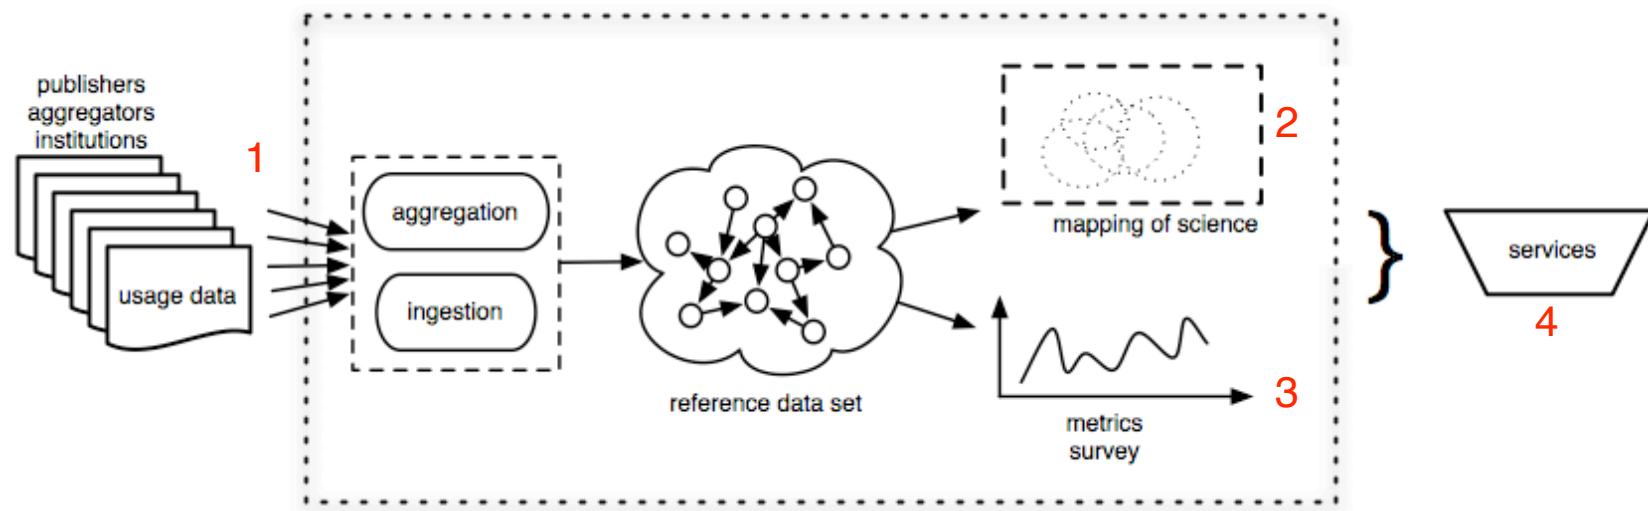 publishers
aggregators
institutions
1
usage data
aggregation
ingestion
reference data set
2
mapping of science
3
metrics
survey
}
services
4